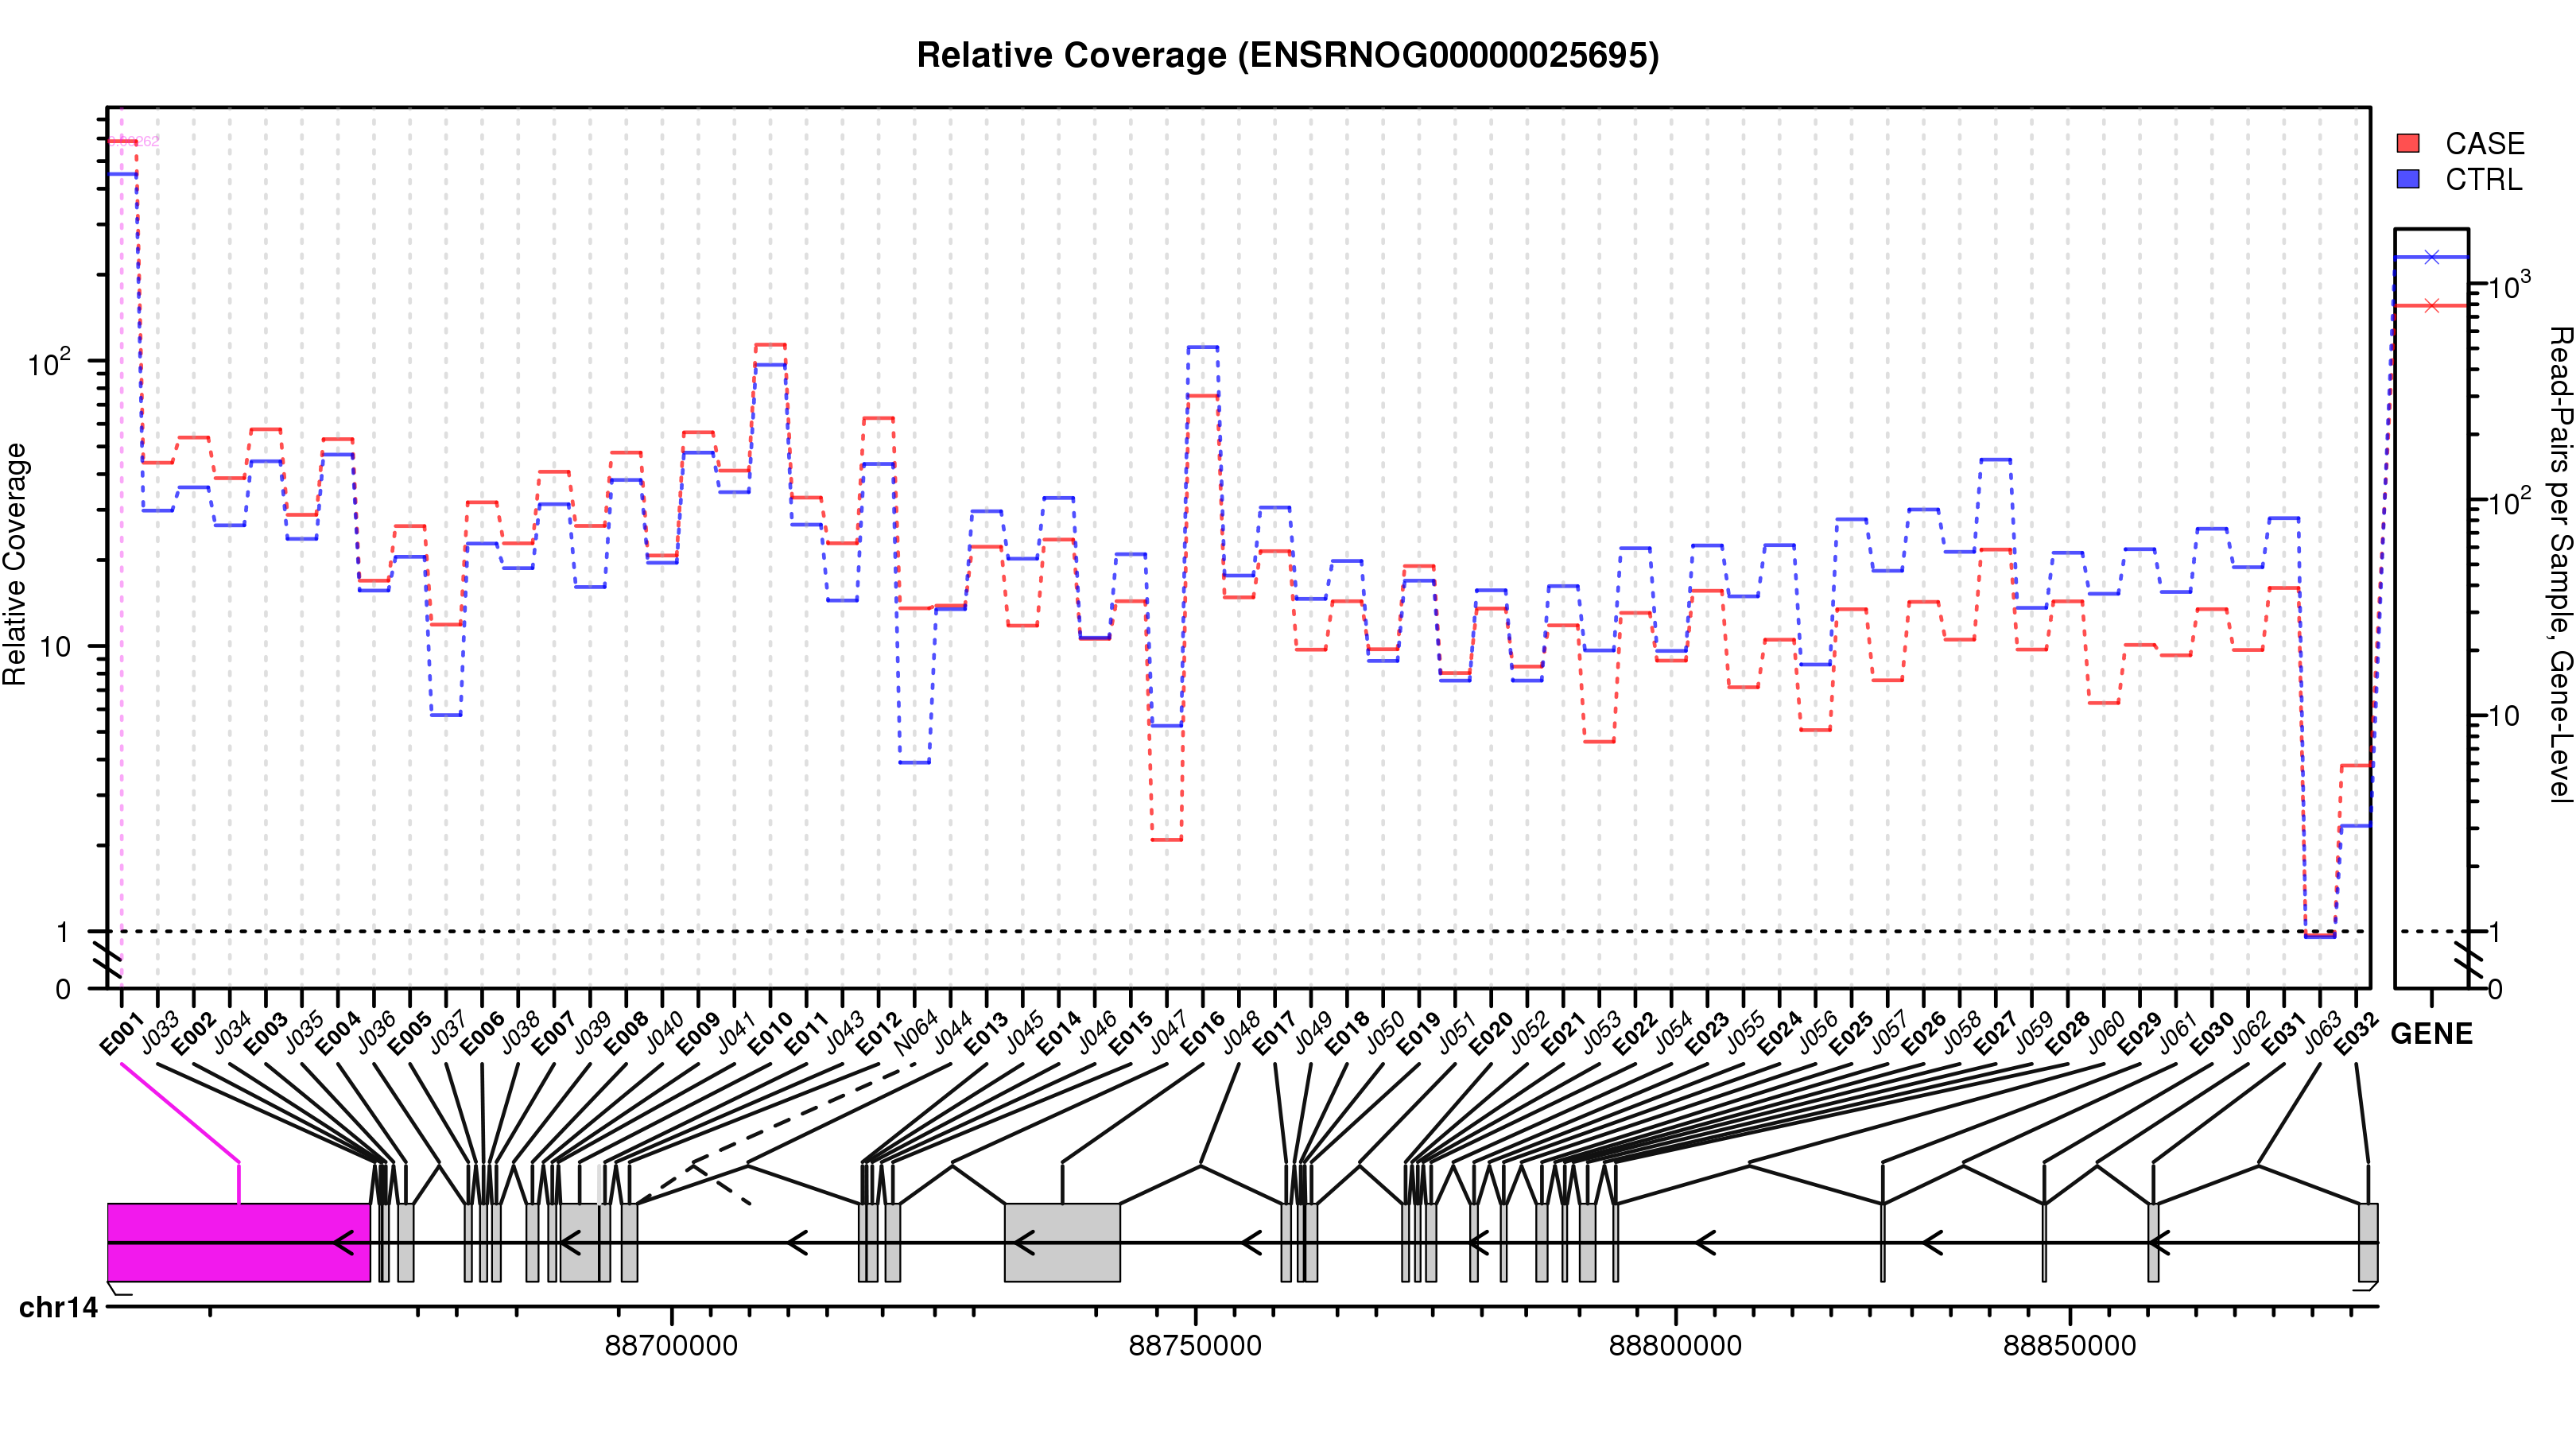 Relative Coverage (ENSRNOG00000025695)
CASE
CTRL
Relative Coverage
10²
10
1
0
Read-Pairs per Sample, Gene-Level
10³
10²
10
1
0
E001 J033 E002 J034 E003 J035 E004 J036 E005 J037 E006 J038 E007 J039 E008 J040 E009 J041 E010 E011 J043 E012 N064 J044 E013 J045 E014 J046 E015 J047 E016 J048 E017 J049 E018 J050 E019 J051 E020 J052 E021 J053 E022 J054 E023 J055 E024 J056 E025 J057 E026 J058 E027 J059 E028 J060 E029 J061 E030 J062 E031 J063 E032 GENE
chr14
88700000 88750000 88800000 88850000